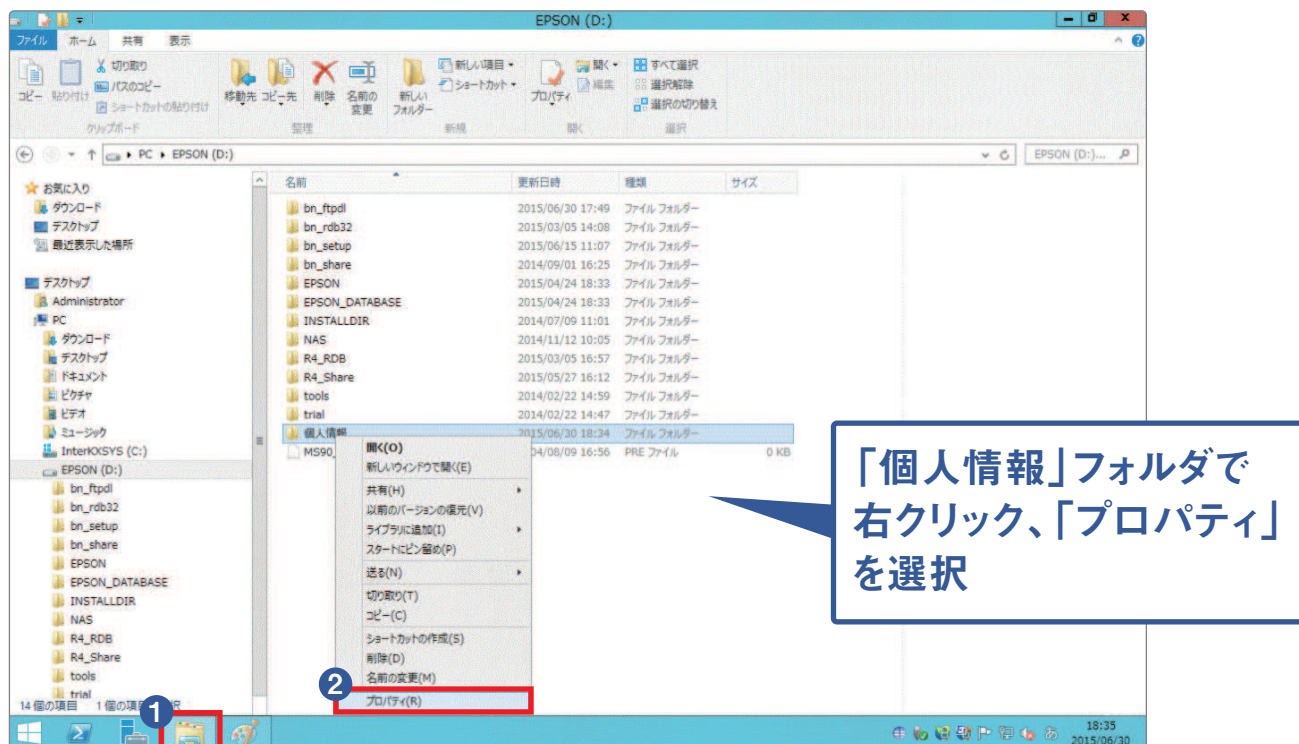 EPSON (D:)
ファイル ホーム 共有 表示
コピー 貼り付け
切り取り
パスのコピー
ショートカットの貼り付け
移動先 コピー先 削除 名前の変更
新しいフォルダー
新しい項目
ショートカット
プロパティ
開く
編集
すべて選択
選択解除
選択の切り替え
クリップボード 整理 新規 開く 選択
PC EPSON (D:)
EPSON (D:)...
お気に入り
ダウンロード
デスクトップ
最近表示した場所
デスクトップ
Administrator
PC
ダウンロード
デスクトップ
ドキュメント
ピクチャ
ビデオ
ミュージック
InterKXSYS (C:)
EPSON (D:)
bn_ftpdl
bn_rdb32
bn_setup
bn_share
EPSON
EPSON_DATABASE
INSTALLDIR
NAS
R4_RDB
R4_Share
tools
trial
名前 更新日時 種類 サイズ
bn_ftpdl 2015/06/30 17:49 ファイル フォルダー
bn_rdb32 2015/03/05 14:08 ファイル フォルダー
bn_setup 2015/06/15 11:07 ファイル フォルダー
bn_share 2014/09/01 16:25 ファイル フォルダー
EPSON 2015/04/24 18:33 ファイル フォルダー
EPSON_DATABASE 2015/04/24 18:33 ファイル フォルダー
INSTALLDIR 2014/07/09 11:01 ファイル フォルダー
NAS 2014/11/12 10:05 ファイル フォルダー
R4_RDB 2015/03/05 16:57 ファイル フォルダー
R4_Share 2015/05/27 16:12 ファイル フォルダー
tools 2014/02/22 14:59 ファイル フォルダー
trial 2014/02/22 14:47 ファイル フォルダー
個人情報 2015/06/30 18:34 ファイル フォルダー
MS90_ 04/08/09 16:56 PRE ファイル 0 KB
開く(O)
新しいウィンドウで開く(E)
共有(H)
以前のバージョンの復元(V)
ライブラリに追加(I)
スタートにピン留め(P)
送る(N)
切り取り(T)
コピー(C)
ショートカットの作成(S)
削除(D)
名前の変更(M)
2 プロパティ(R)
「個人情報」フォルダで
右クリック、「プロパティ」
を選択
14 個の項目 1 個の項
1
あ
18:35
2015/06/30